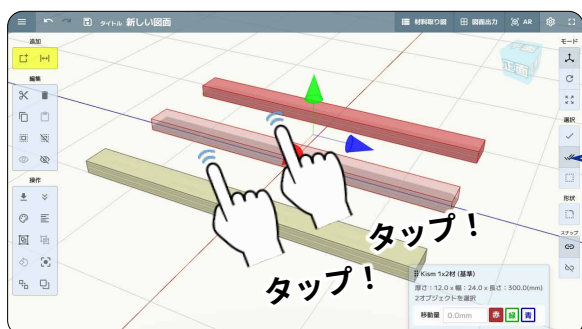 タイトル 新しい図面
材料取り図
図面出力
AR
追加
編集
操作
モード
選択
形状
スナップ
正面
タップ！
タップ！
Kism 1x2材 (基準)
厚さ：12.0 x 幅：24.0 x 長さ：300.0(mm)
2オブジェクトを選択
移動量 0.0mm 赤 緑 青